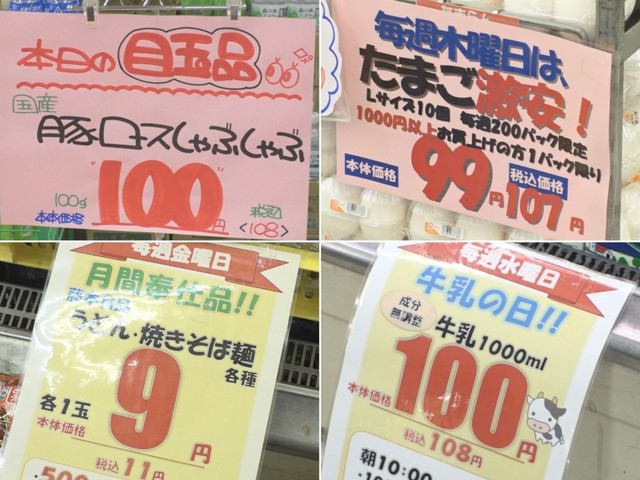 本日の目玉品
国産
豚ロースしゃぶしゃぶ
100g
本体価格
"100"円
税込
<108>
毎週木曜日は、
たまご激安!
Lサイズ10個 毎週200パック限定
1000円以上お買上げの方1パック限り
本体価格
99円
税込価格
107円
毎週金曜日
月間奉仕品!!
藤本食品
うどん・焼きそば麺
各種
各1玉
本体価格
9円
税込11円
毎週水曜日
牛乳の日!!
成分
無調整
牛乳1000ml
本体価格
100円
税込108円
朝10:00